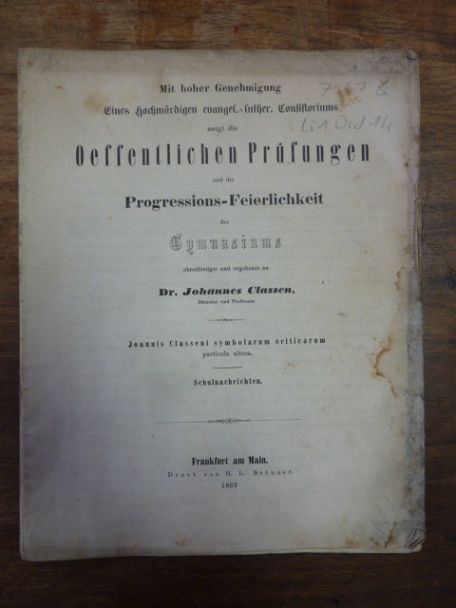 Mit hoher Genehmigung
Eines Hochwürdigen evangel.-luther. Consistoriums,
zeigt die
Oeffentlichen Prüfungen
und die
Progressions-Feierlichkeit
des
Gymnasiums
ehrerbietigst und ergebenst an
Dr. Johannes Classen,
Director und Professor.
Joannis Classeni symbolarum criticarum
particula altera.
Schulnachrichten.
Frankfurt am Main.
Druck von H. L. Brönner.
1863